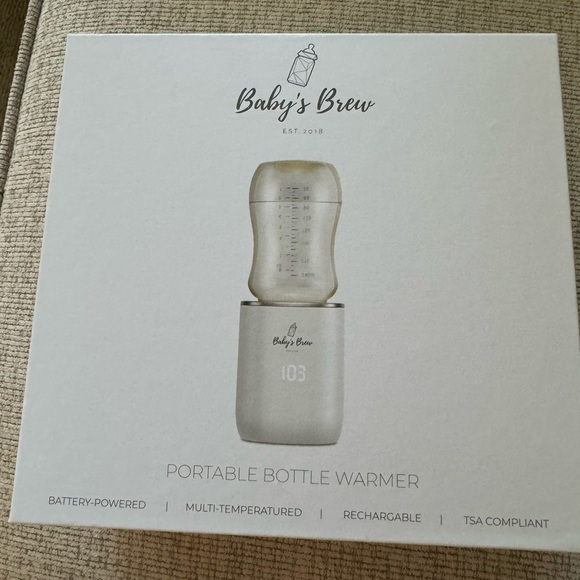 Baby's Brew
EST. 2018
Baby's Brew
103
PORTABLE BOTTLE WARMER
BATTERY-POWERED | MULTI-TEMPERATURED | RECHARGABLE | TSA COMPLIANT